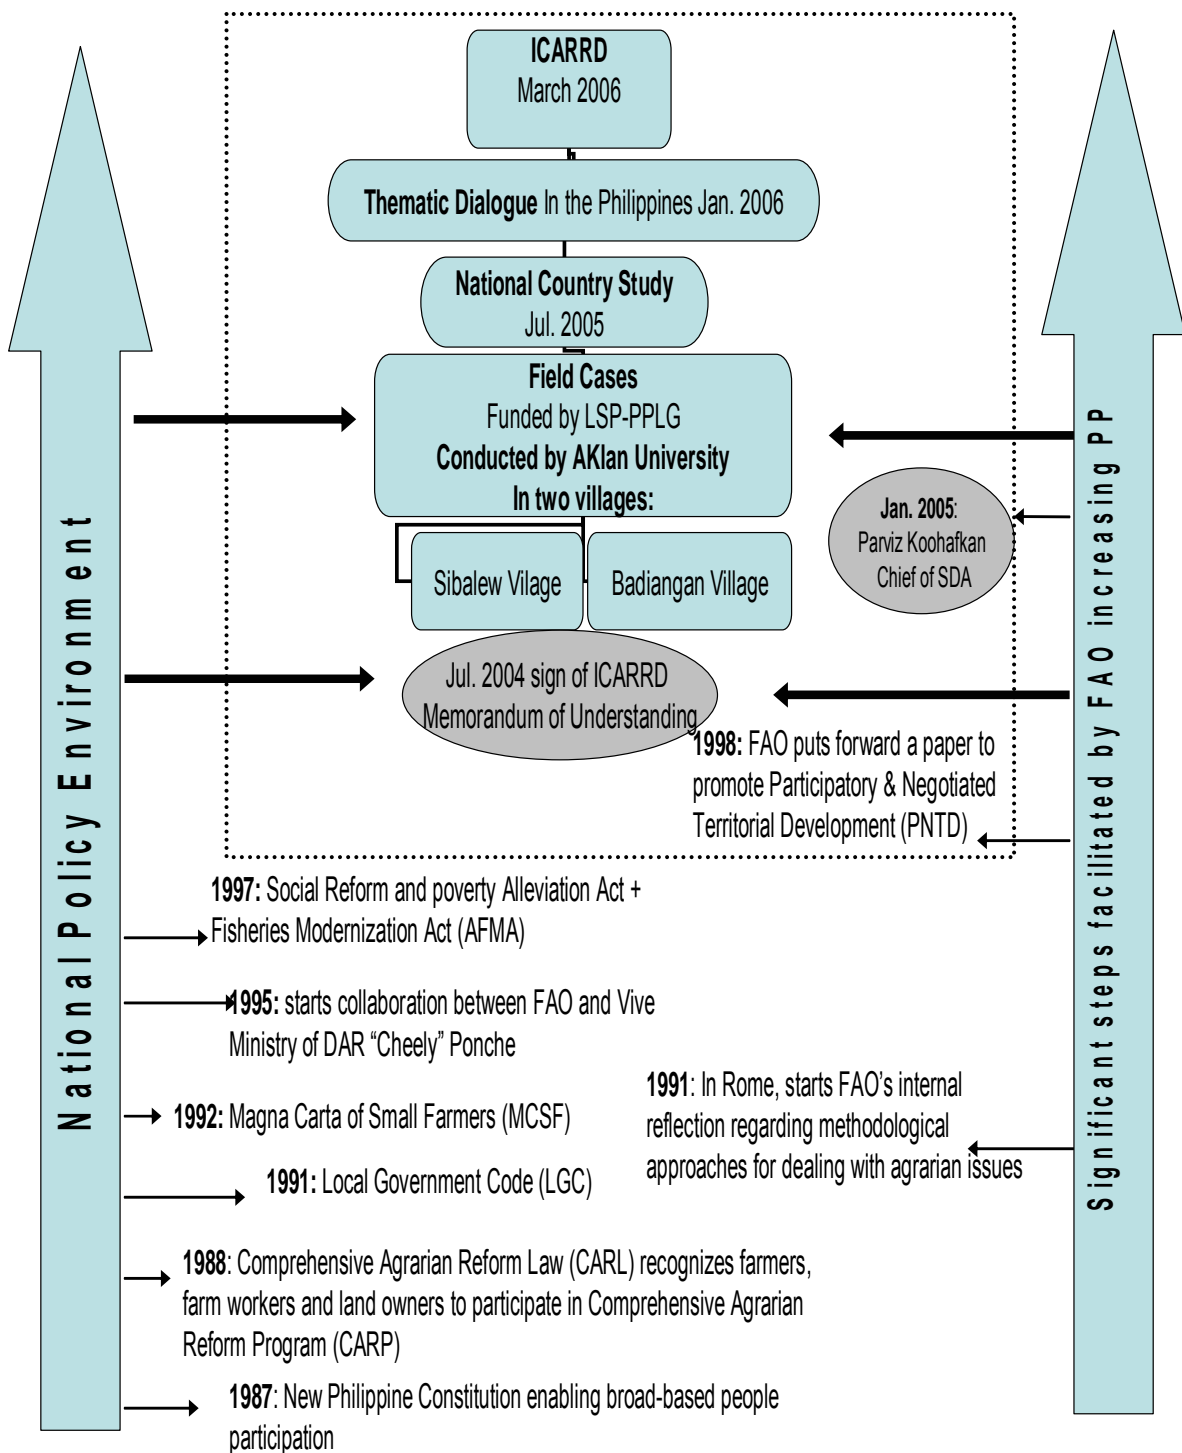 ICARRD
March 2006
Thematic Dialogue In the Philippines Jan. 2006
National Country Study
Jul. 2005
Field Cases
Funded by LSP-PPLG
Conducted by AKlan University
In two villages:
Sibalew Vilage
Badiangan Village
Jan. 2005:
Parviz Koohafkan
Chief of SDA
Jul. 2004 sign of ICARRD
Memorandum of Understanding
1998: FAO puts forward a paper to
promote Participatory & Negotiated
Territorial Development (PNTD)
1997: Social Reform and poverty Alleviation Act +
Fisheries Modernization Act (AFMA)
1995: starts collaboration between FAO and Vive
Ministry of DAR “Cheely” Ponche
1992: Magna Carta of Small Farmers (MCSF)
1991: In Rome, starts FAO’s internal
reflection regarding methodological
approaches for dealing with agrarian issues
1991: Local Government Code (LGC)
1988: Comprehensive Agrarian Reform Law (CARL) recognizes farmers,
farm workers and land owners to participate in Comprehensive Agrarian
Reform Program (CARP)
1987: New Philippine Constitution enabling broad-based people
participation
National Policy Environment
Significant steps facilitated by FAO increasing PP